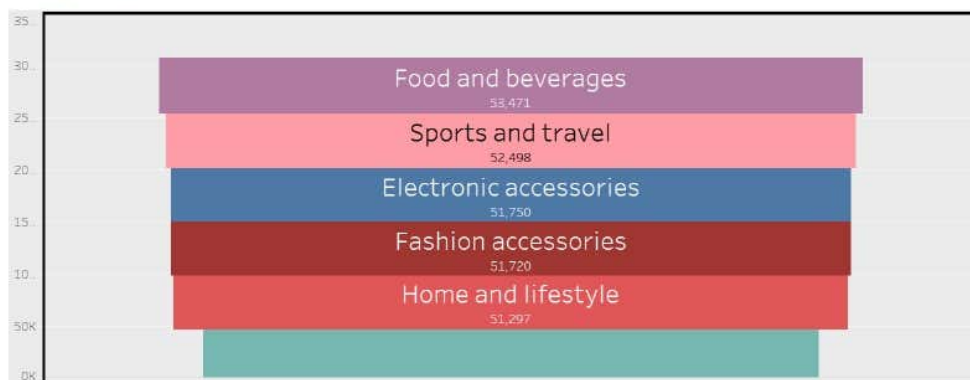 35...
30...
Food and beverages
53,471
25...
Sports and travel
52,498
20...
Electronic accessories
51,750
15...
Fashion accessories
51,720
10...
Home and lifestyle
51,297
50K
0K